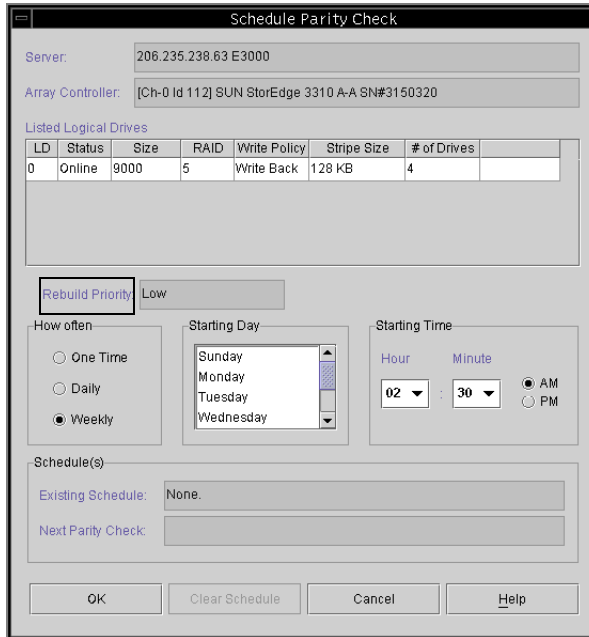 Schedule Parity Check
Server: 206.235.238.63 E3000
Array Controller: [Ch-0 Id 112] SUN StorEdge 3310 A-A SN#3150320
Listed Logical Drives
LD Status Size RAID Write Policy Stripe Size # of Drives
0 Online 9000 5 Write Back 128 KB 4
Rebuild Priority: Low
How often Starting Day Starting Time
One Time
Daily
Weekly
Sunday
Monday
Tuesday
Wednesday
Hour Minute
02 : 30
AM
PM
Schedule(s)
Existing Schedule: None.
Next Parity Check:
OK Clear Schedule Cancel Help